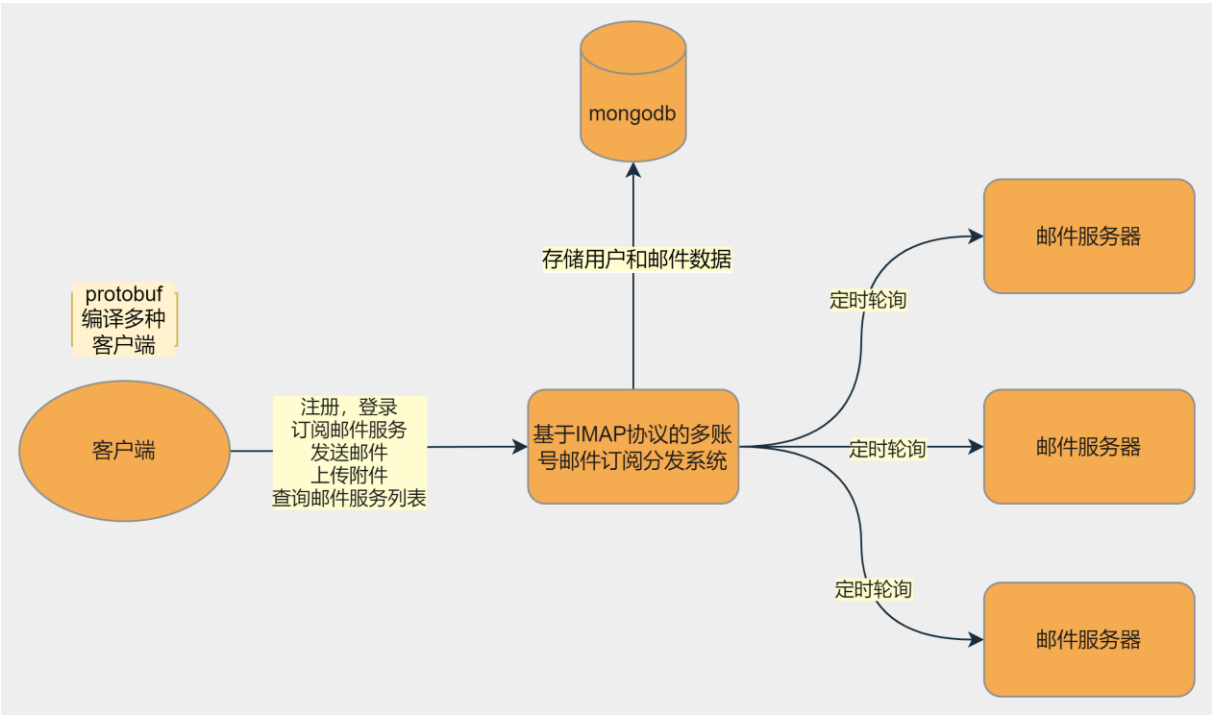 mongodb
邮件服务器
存储用户和邮件数据
定时轮询
protobuf
编译多种
客户端
客户端
注册，登录
订阅邮件服务
发送邮件
上传附件
查询邮件服务列表
基于IMAP协议的多账
号邮件订阅分发系统
定时轮询
邮件服务器
定时轮询
邮件服务器